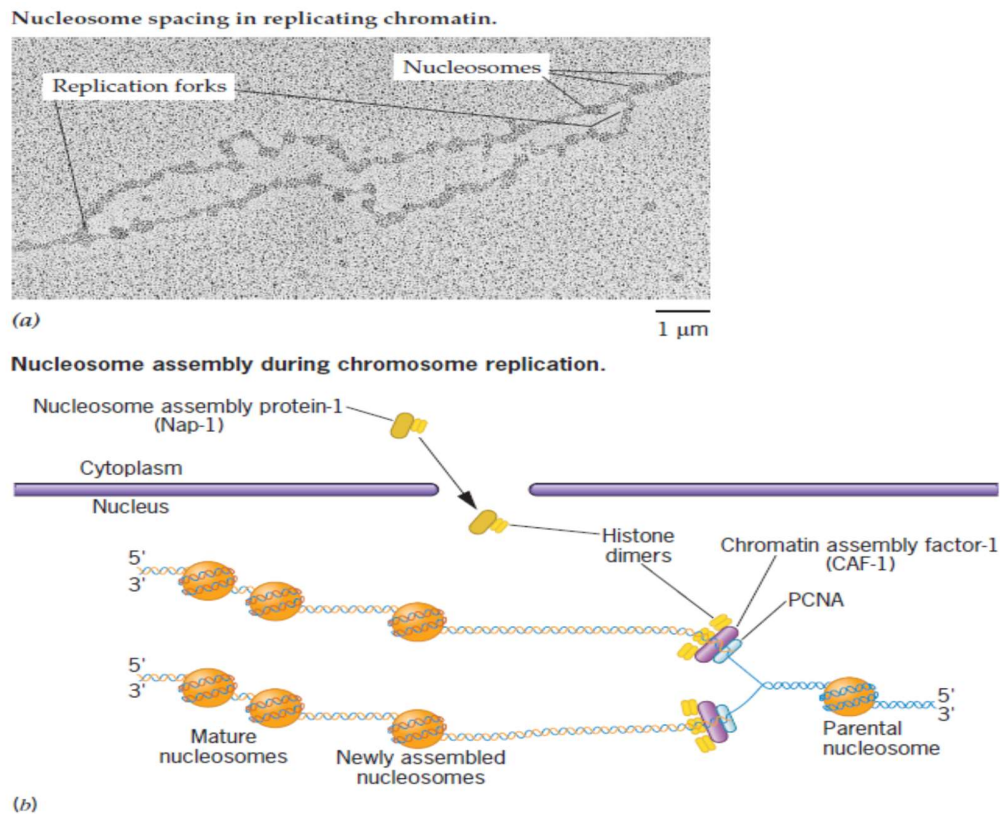 Nucleosome spacing in replicating chromatin.
Nucleosomes
Replication forks
(a)
1 μm
Nucleosome assembly during chromosome replication.
Nucleosome assembly protein-1
(Nap-1)
Cytoplasm
Nucleus
Histone
dimers
Chromatin assembly factor-1
(CAF-1)
PCNA
5'
3'
5'
3'
5'
3'
Mature
nucleosomes
Newly assembled
nucleosomes
Parental
nucleosome
(b)